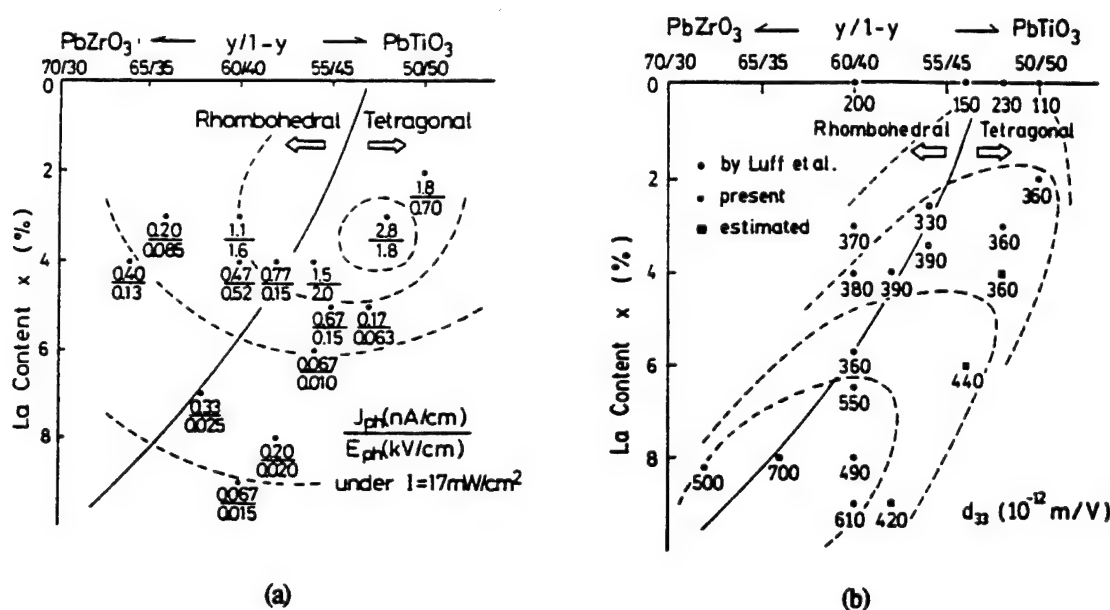 PbZrO3 ← y/1-y → PbTiO3
70/30 65/35 60/40 55/45 50/50
0
Rhombohedral Tetragonal
2
1.8
0.70
0.20
0.085
1.1
1.6
2.8
1.8
4
0.40
0.13
0.47
0.52
0.77
0.15
1.5
2.0
0.67
0.15
0.17
0.063
6
0.067
0.010
0.33
0.025
Jph(nA/cm)
Eph(kV/cm)
8
0.20
0.020
under I=17mW/cm²
0.067
0.015
10
La Content x (%)
(a)
PbZrO3 ← y/1-y → PbTiO3
70/30 65/35 60/40 55/45 50/50
0
200 150 230 110
Rhombohedral Tetragonal
• by Luff et al.
• present
▪ estimated
2
360
330
370 360
390
4
380 390 360
360
6
440
550
8
500 700 490
610 420
d33 (10⁻¹² m/V)
10
La Content x (%)
(b)